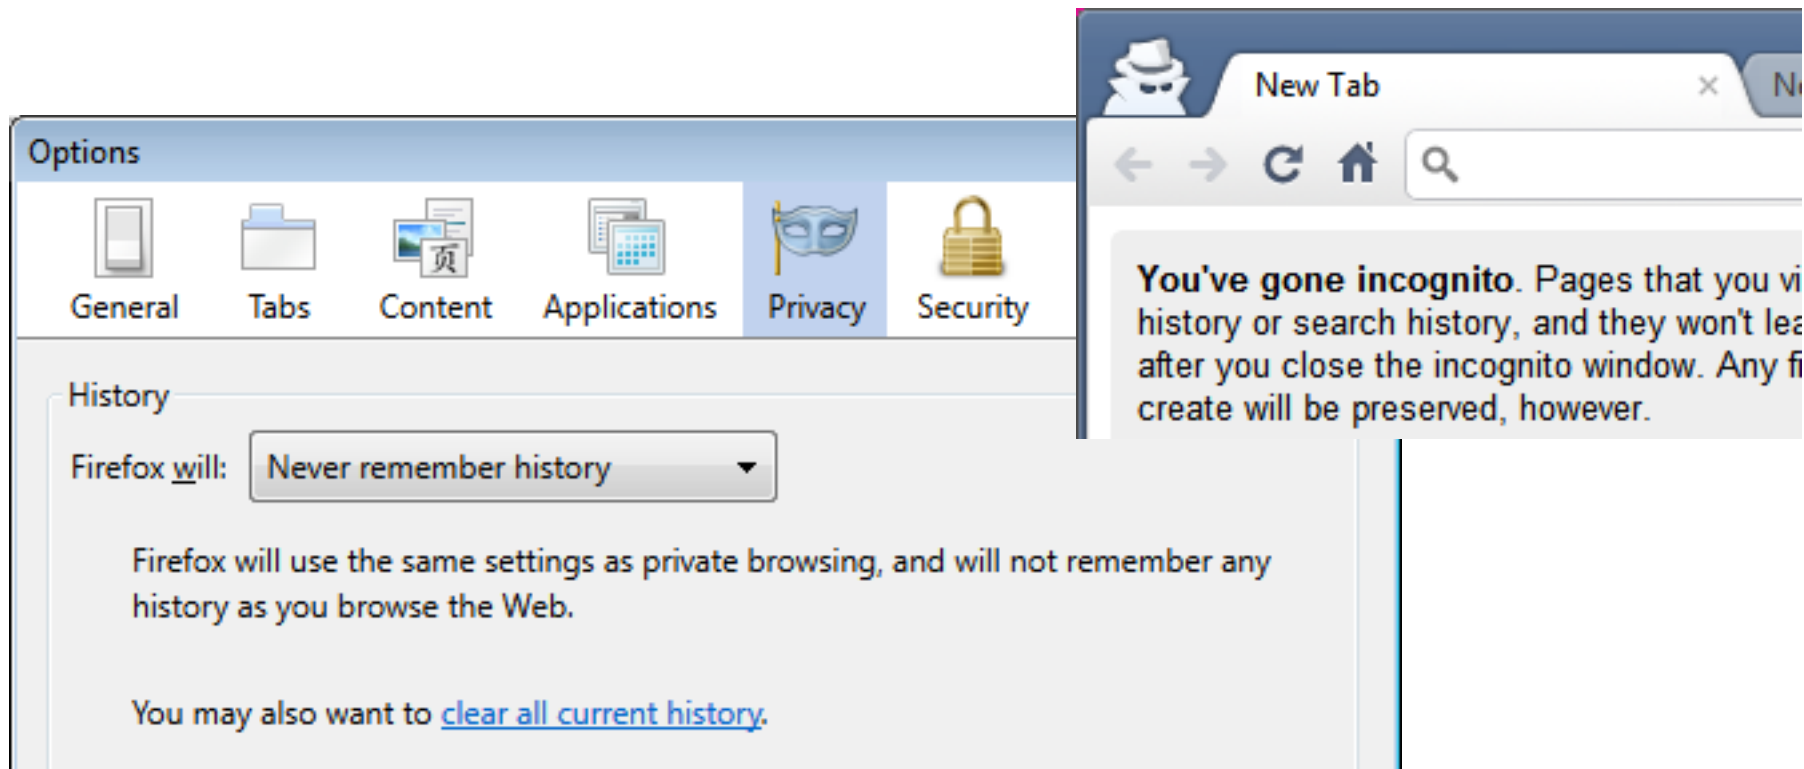 New Tab
Options
General Tabs Content Applications Privacy Security
页
You've gone incognito. Pages that you
history or search history, and they won't
after you close the incognito window. Any
create will be preserved, however.
History
Firefox will: Never remember history
Firefox will use the same settings as private browsing, and will not remember any
history as you browse the Web.
You may also want to clear all current history.